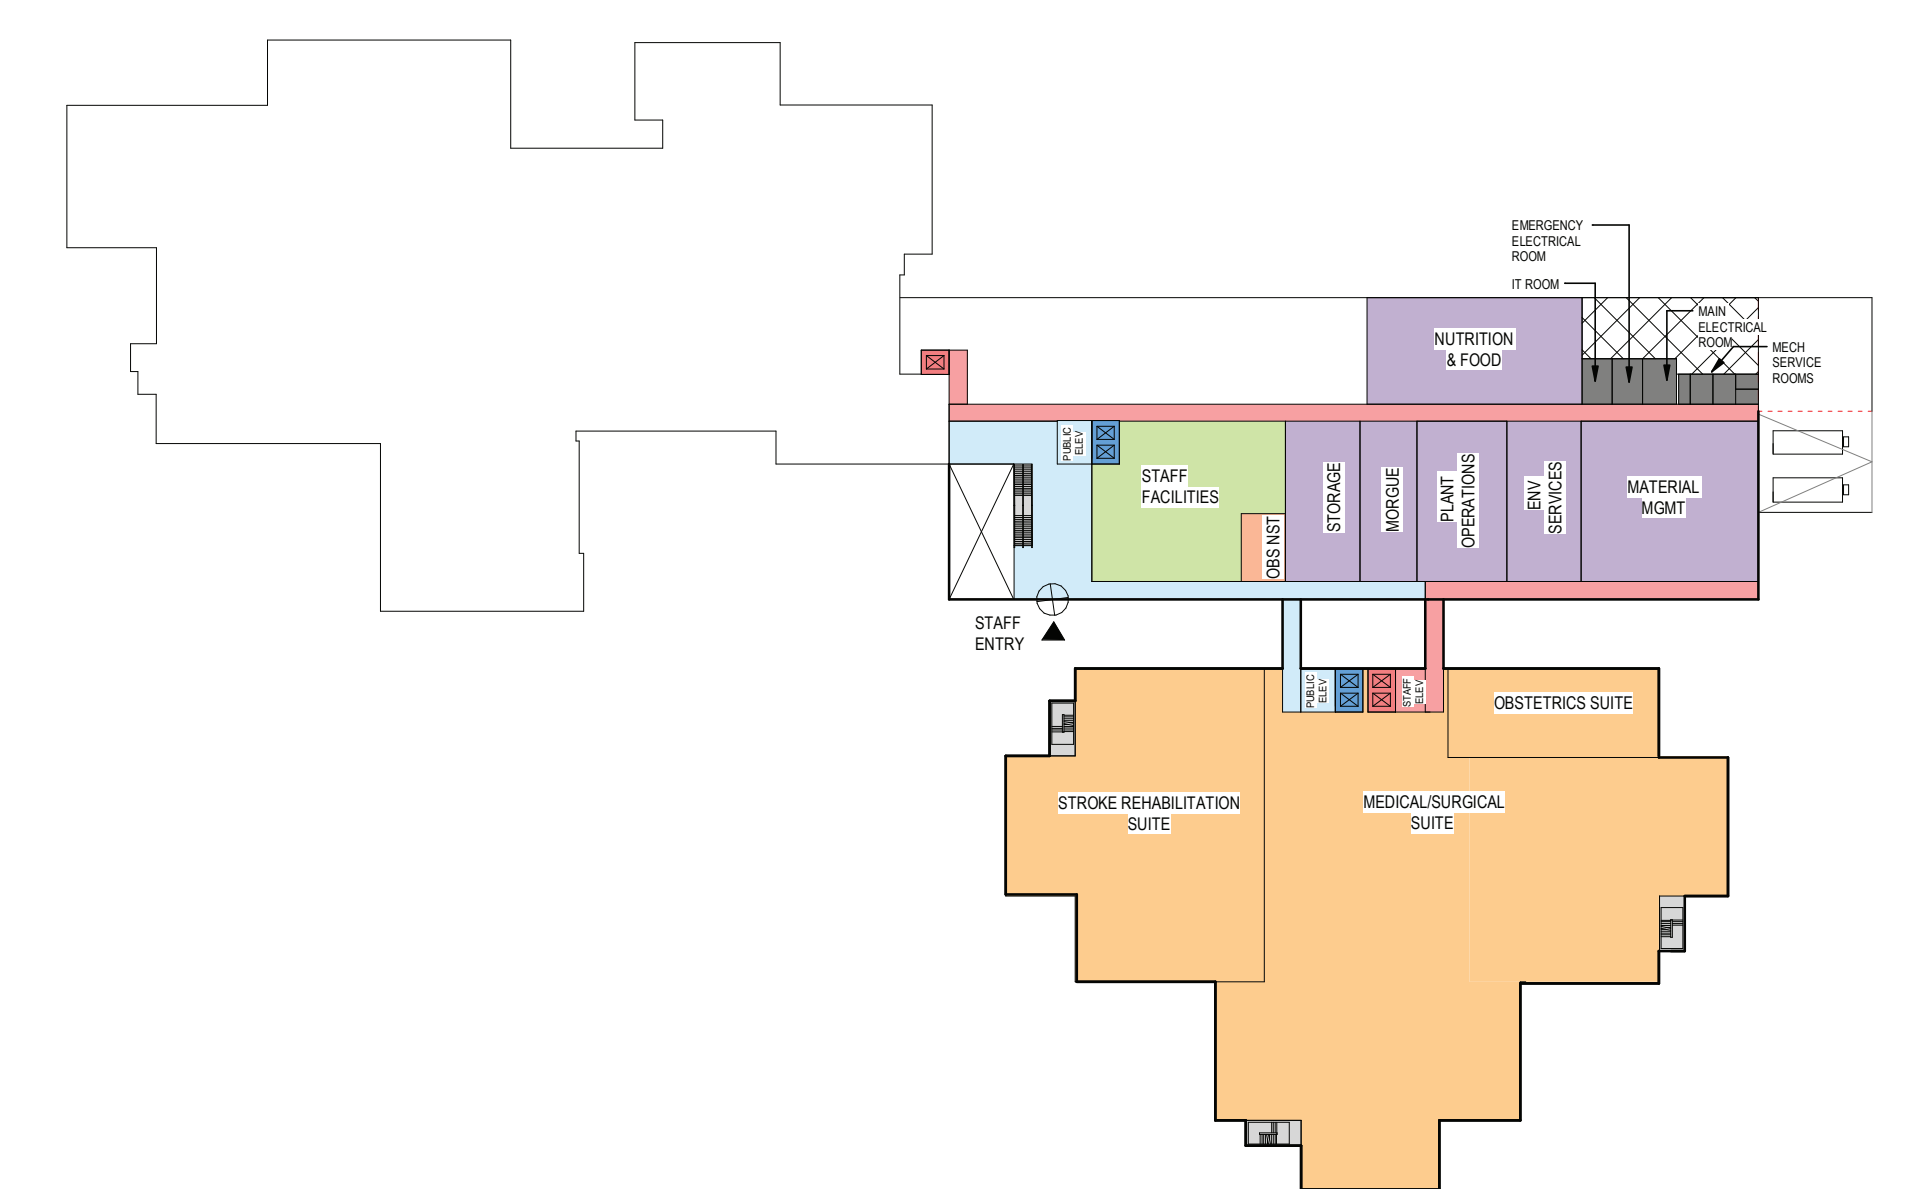 EMERGENCY
ELECTRICAL
ROOM
IT ROOM
MAIN
ELECTRICAL
ROOM
MECH
SERVICE
ROOMS
NUTRITION
& FOOD
PUBLIC
ELEV
STAFF
FACILITIES
OBS NST
STORAGE
MORGUE
PLANT
OPERATIONS
ENV
SERVICES
MATERIAL
MGMT
STAFF
ENTRY
PUBLIC
ELEV
STAFF
ELEV
OBSTETRICS SUITE
STROKE REHABILITATION
SUITE
MEDICAL/SURGICAL
SUITE